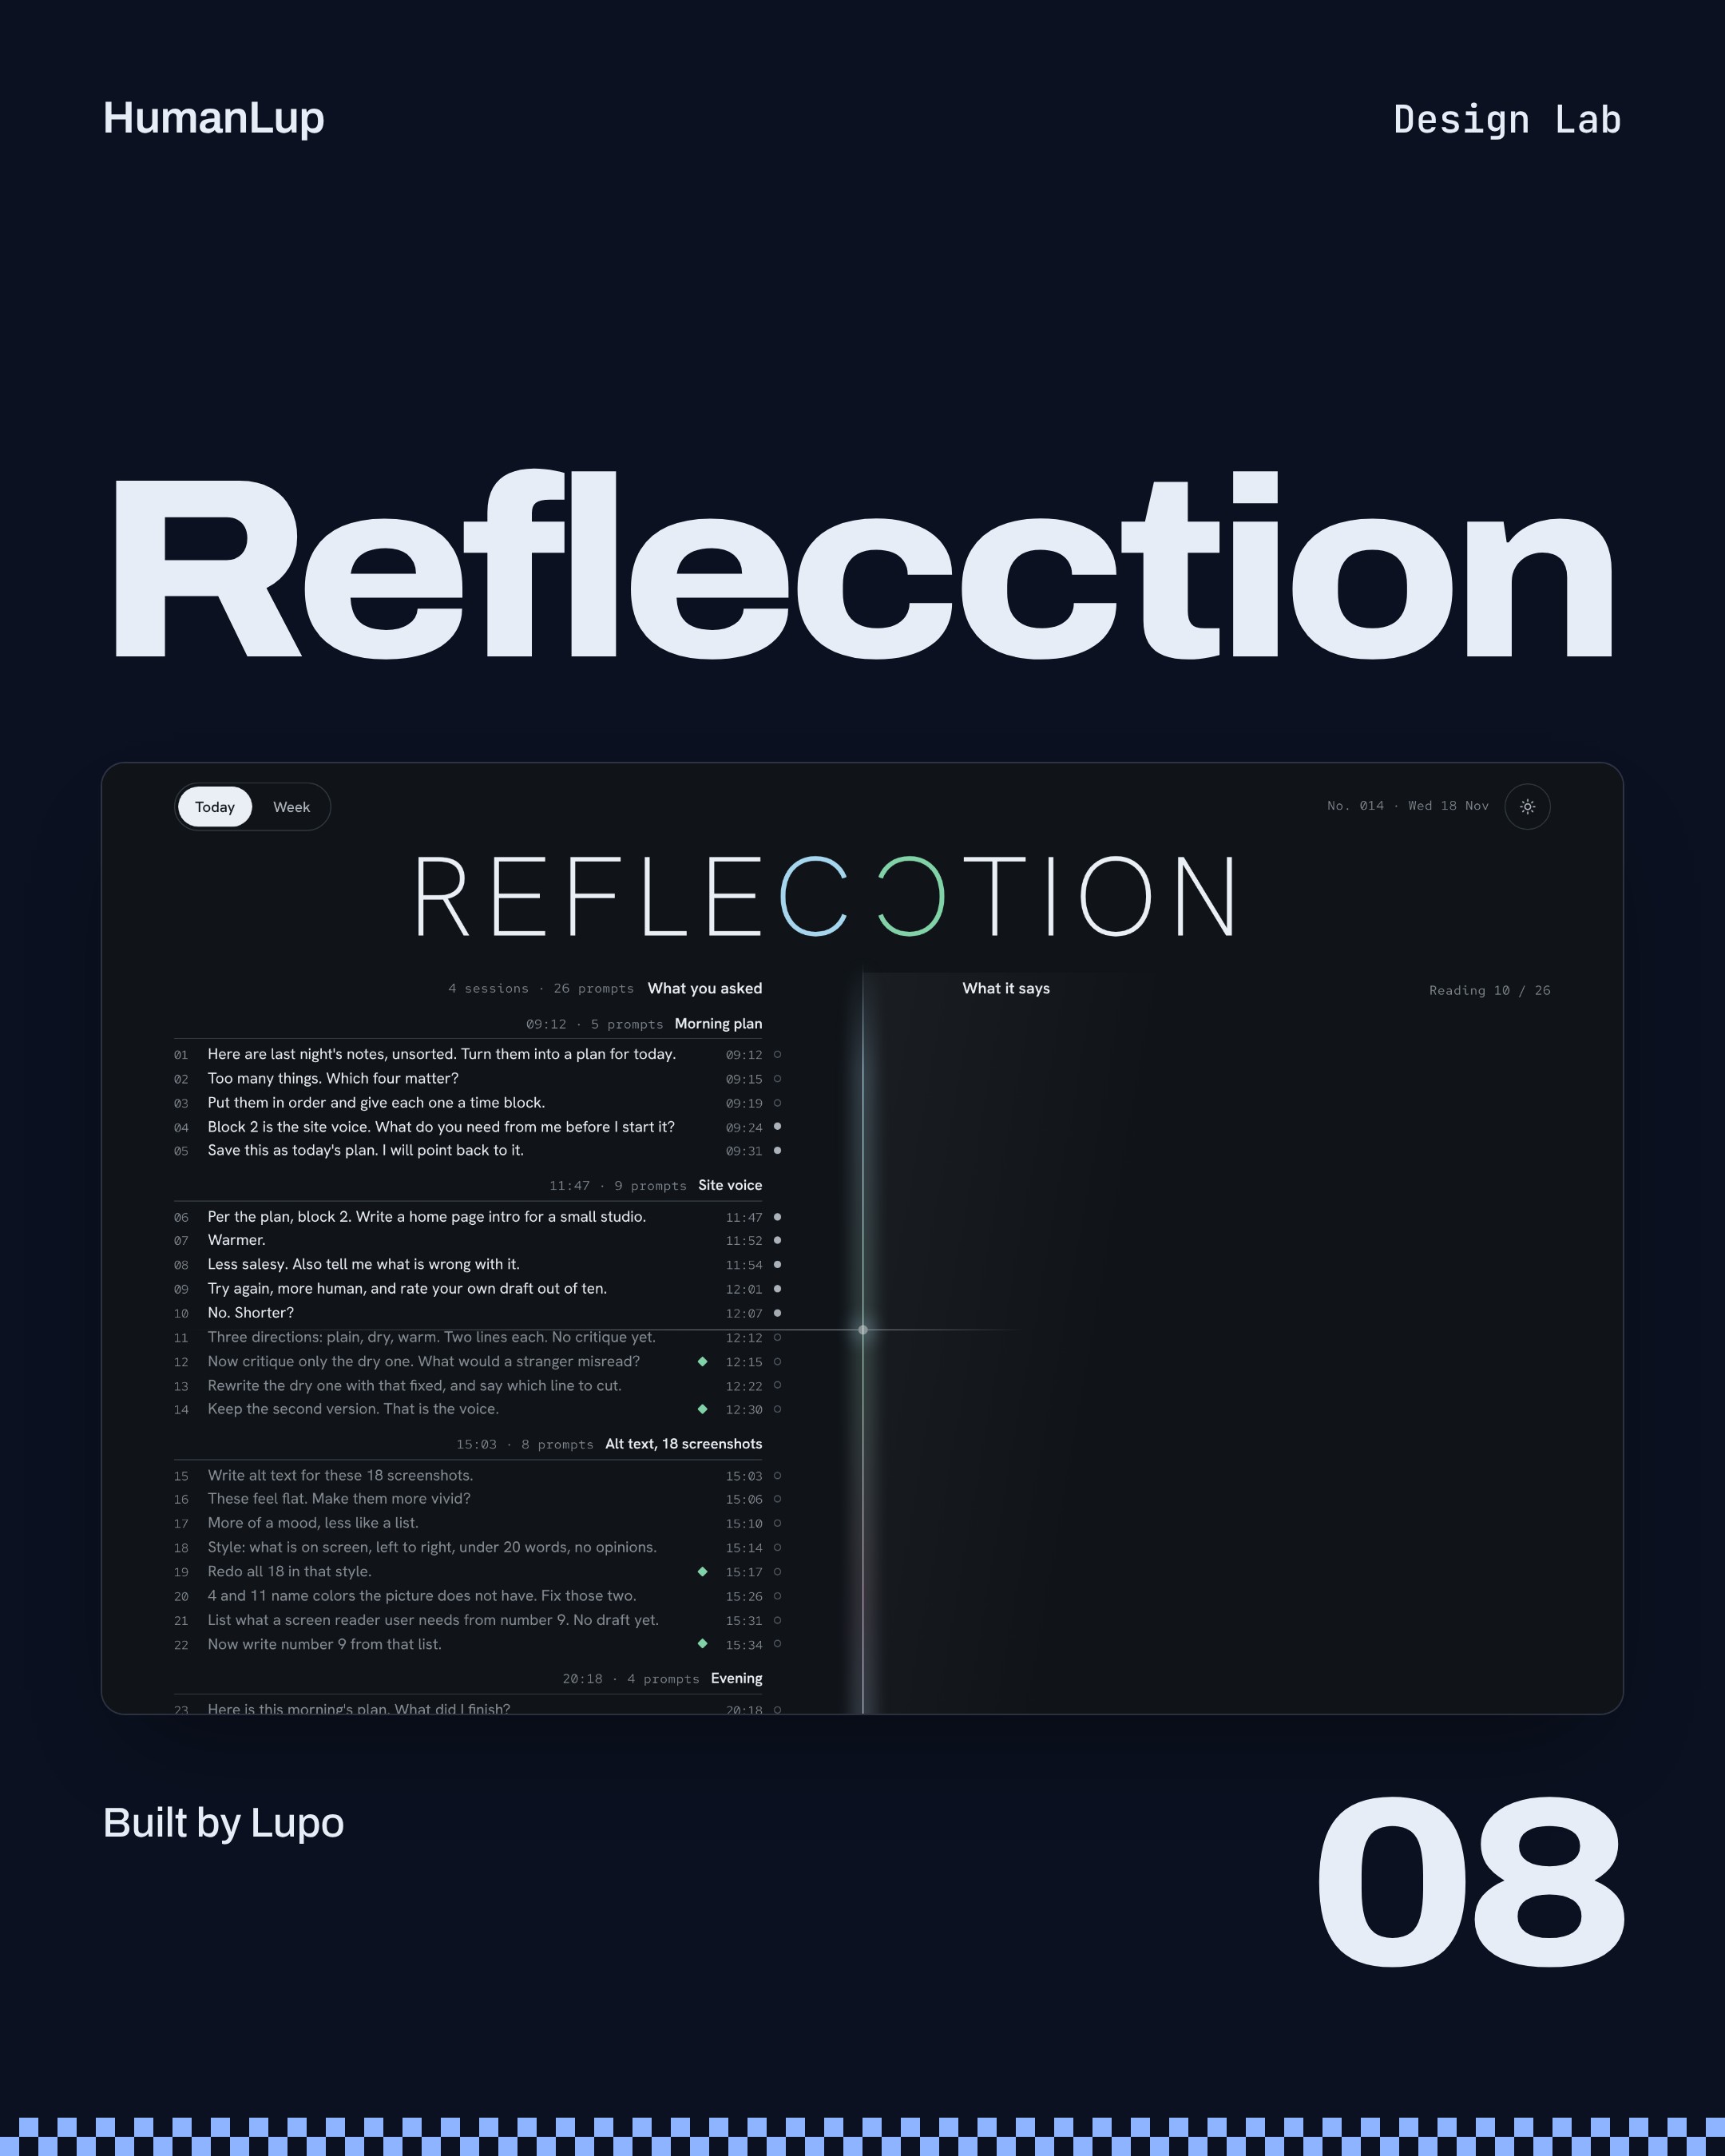 HumanLup
Design Lab
Reflecction
Today Week
No. 014 · Wed 18 Nov
REFLECƆTION
4 sessions · 26 prompts What you asked
What it says
Reading 10 / 26
09:12 · 5 prompts Morning plan
01 Here are last night's notes, unsorted. Turn them into a plan for today. 09:12
02 Too many things. Which four matter? 09:15
03 Put them in order and give each one a time block. 09:19
04 Block 2 is the site voice. What do you need from me before I start it? 09:24
05 Save this as today's plan. I will point back to it. 09:31
11:47 · 9 prompts Site voice
06 Per the plan, block 2. Write a home page intro for a small studio. 11:47
07 Warmer. 11:52
08 Less salesy. Also tell me what is wrong with it. 11:54
09 Try again, more human, and rate your own draft out of ten. 12:01
10 No. Shorter? 12:07
11 Three directions: plain, dry, warm. Two lines each. No critique yet. 12:12
12 Now critique only the dry one. What would a stranger misread? 12:15
13 Rewrite the dry one with that fixed, and say which line to cut. 12:22
14 Keep the second version. That is the voice. 12:30
15:03 · 8 prompts Alt text, 18 screenshots
15 Write alt text for these 18 screenshots. 15:03
16 These feel flat. Make them more vivid? 15:06
17 More of a mood, less like a list. 15:10
18 Style: what is on screen, left to right, under 20 words, no opinions. 15:14
19 Redo all 18 in that style. 15:17
20 4 and 11 name colors the picture does not have. Fix those two. 15:26
21 List what a screen reader user needs from number 9. No draft yet. 15:31
22 Now write number 9 from that list. 15:34
20:18 · 4 prompts Evening
23 Here is this morning's plan. What did I finish? 20:18
Built by Lupo
08